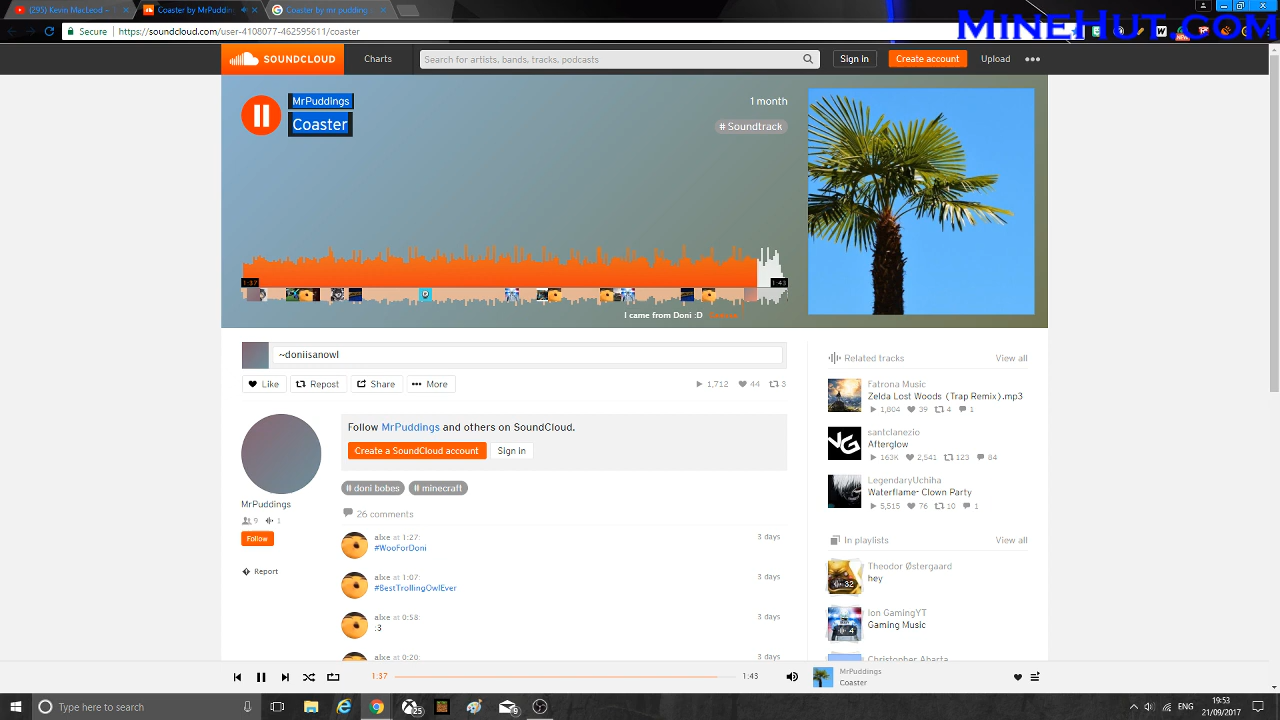 (295) Kevin MacLeod ~
Coaster by MrPuddin
Coaster by mr pudding
MINEHUT.COM
Secure
https://soundcloud.com/user-4108077-462595611/coaster
SOUNDCLOUD
Charts
Search for artists, bands, tracks, podcasts
Sign in
Create account
Upload
MrPuddings
1 month
Coaster
# Soundtrack
1:37
1:43
I came from Doni :D
~doniisanowl
Like
Repost
Share
More
1,712
44
3
Follow MrPuddings and others on SoundCloud.
Create a SoundCloud account
Sign in
MrPuddings
9
1
Follow
Report
# doni bobes
# minecraft
26 comments
alxe at 1:27:
3 days
#WooForDoni
alxe at 1:07:
3 days
#BestTrollingOwlEver
alxe at 0:58:
3 days
:3
alxe at 0:20:
3 days
Related tracks
View all
Fatrona Music
Zelda Lost Woods (Trap Remix).mp3
1,804 39 4 1
santclanezio
Afterglow
163K 2,541 123 84
LegendaryUchiha
Waterflame- Clown Party
5,515 76 10 1
In playlists
View all
Theodor Østergaard
hey
32
Ion GamingYT
Gaming Music
4
Christopher Abarta
1:37
1:43
MrPuddings
Coaster
Type here to search
25
5
ENG
19:53
21/09/2017